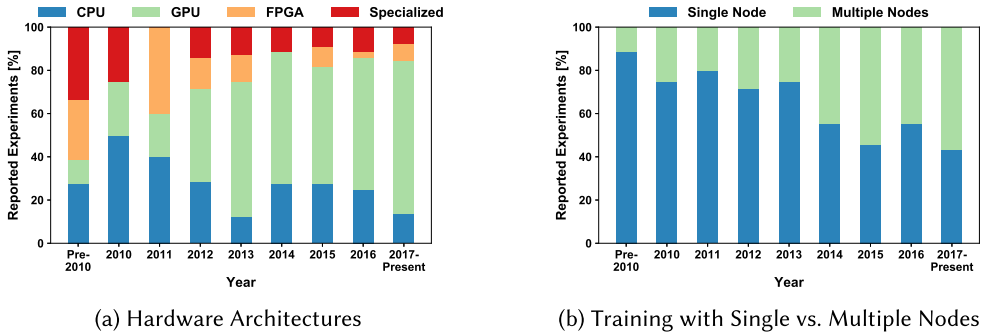 CPU GPU FPGA Specialized
100
80
60
40
20
0
Reported Experiments [%]
Pre-2010 2010 2011 2012 2013 2014 2015 2016 2017-Present
Year
(a) Hardware Architectures
Single Node Multiple Nodes
100
80
60
40
20
0
Reported Experiments [%]
Pre-2010 2010 2011 2012 2013 2014 2015 2016 2017-Present
Year
(b) Training with Single vs. Multiple Nodes